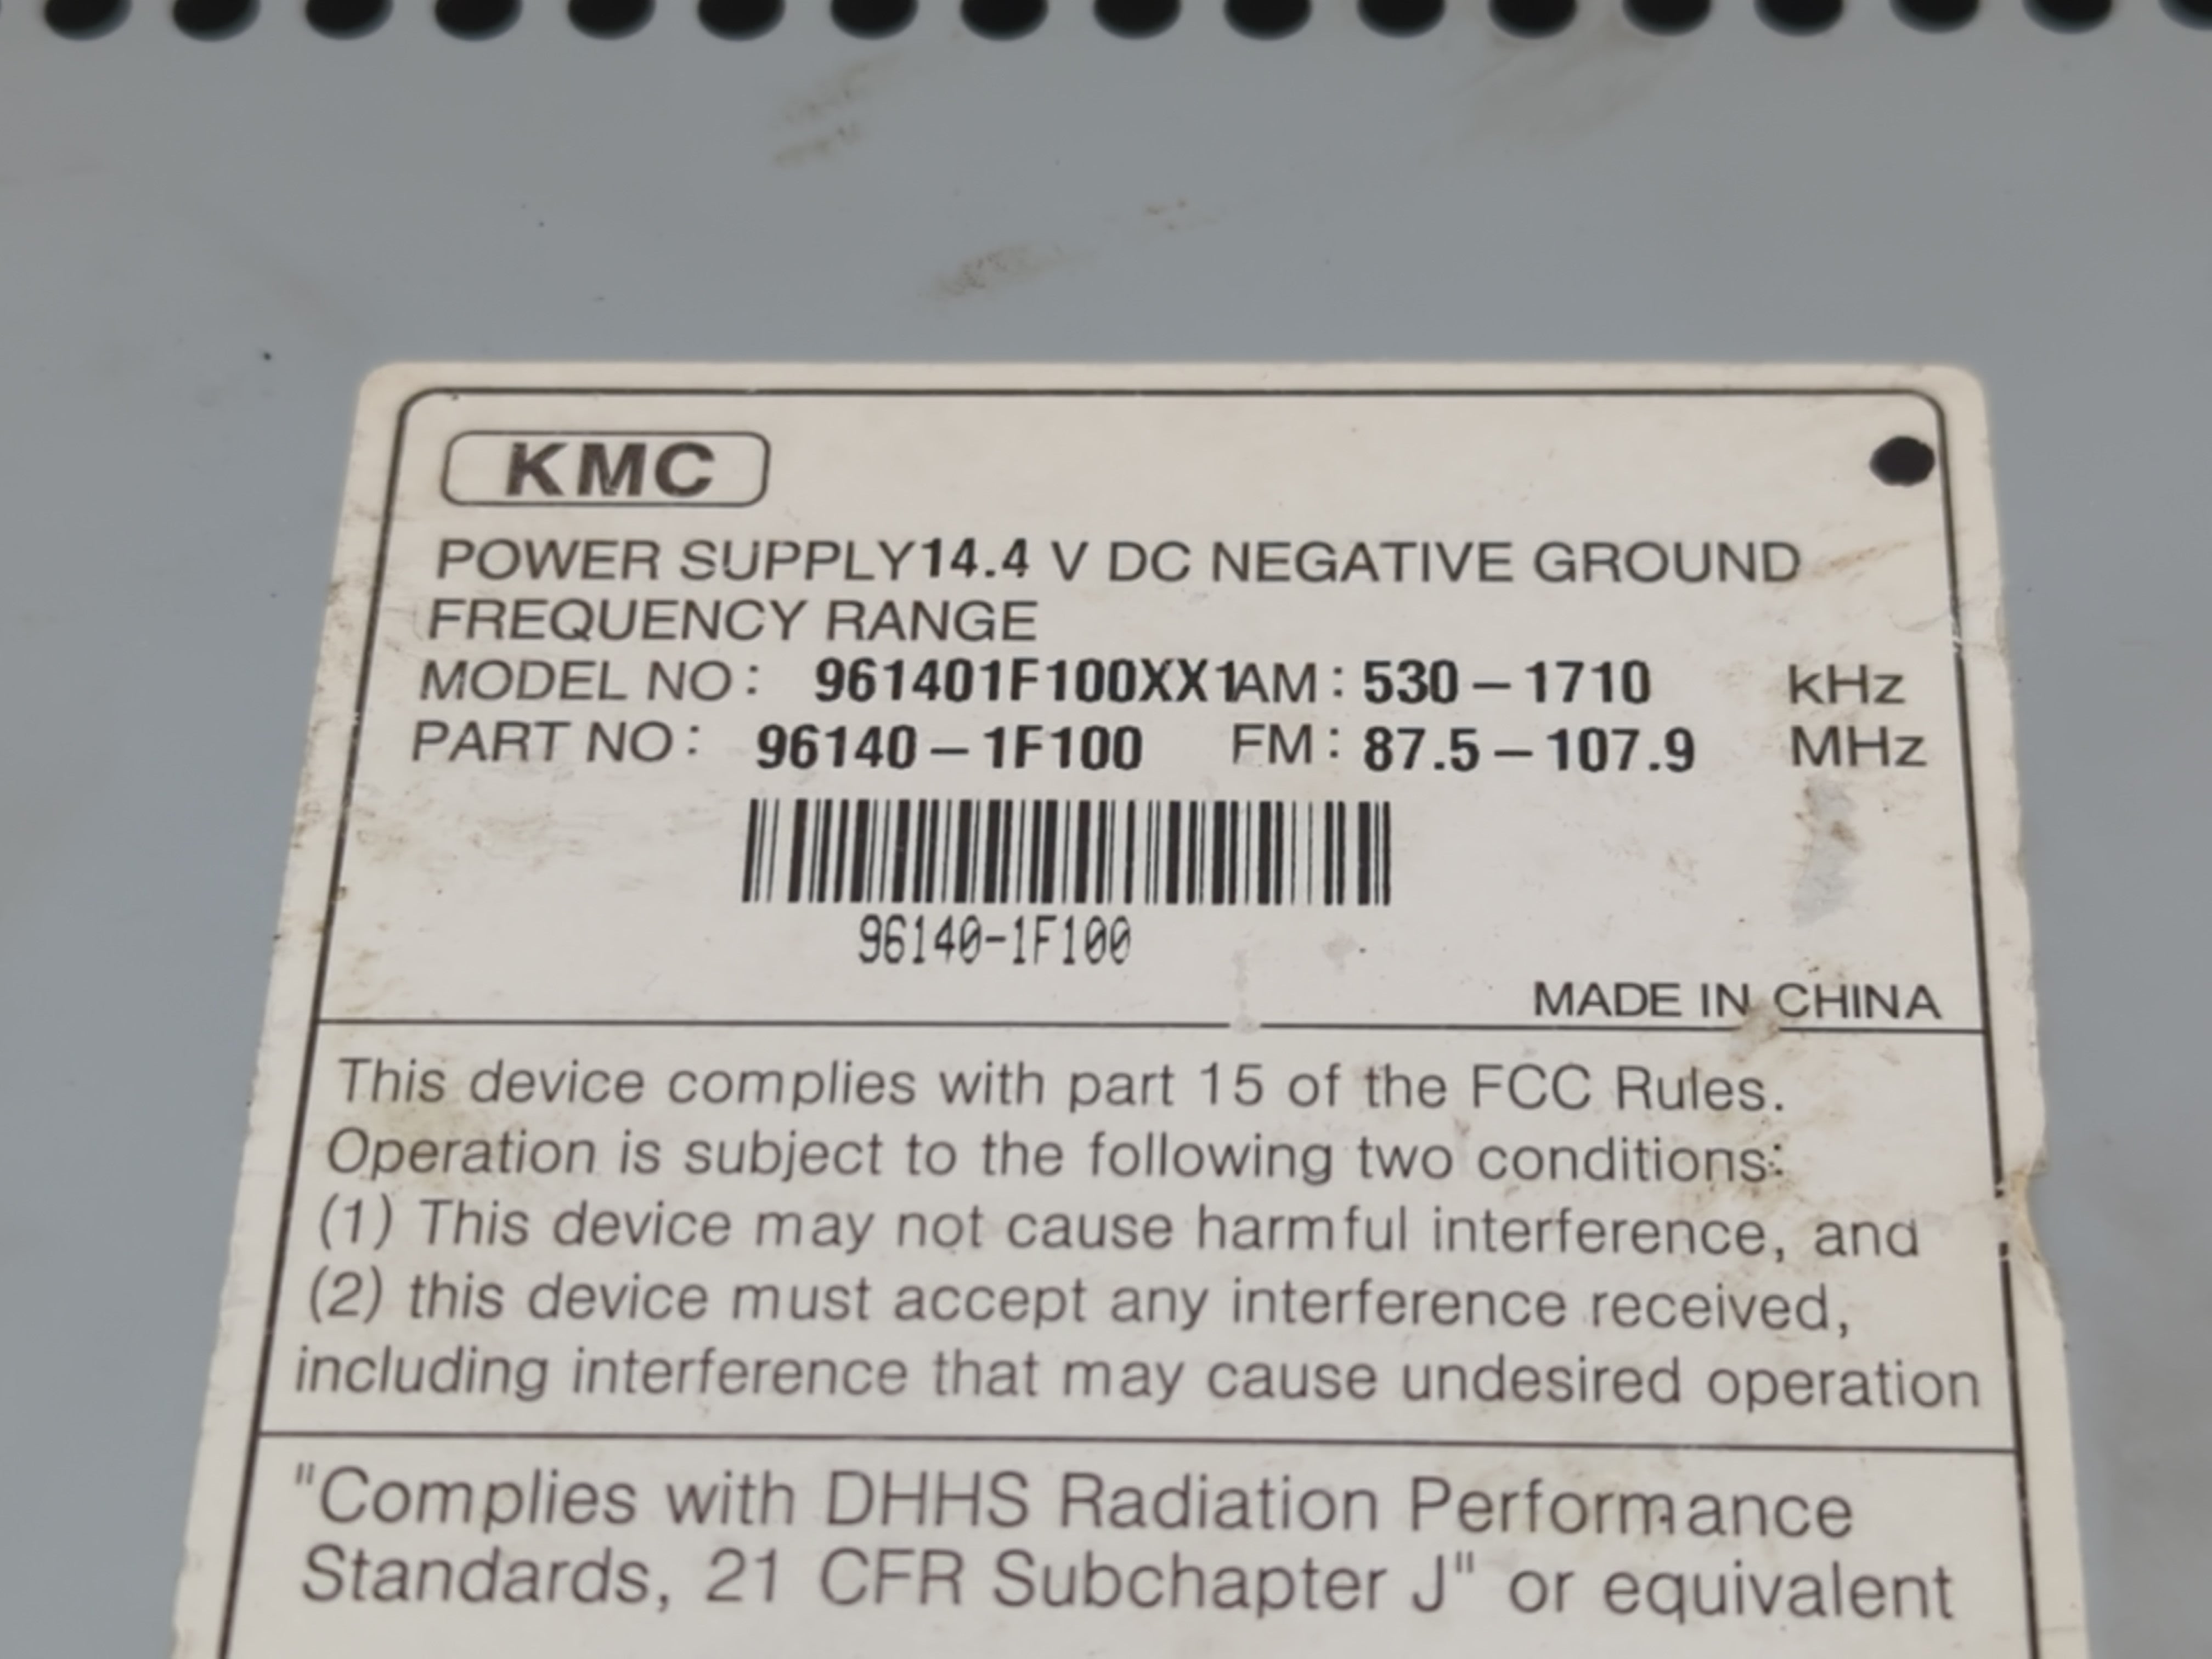 KMC
POWER SUPPLY 14.4 V DC NEGATIVE GROUND
FREQUENCY RANGE
MODEL NO: 961401F100XX1 AM: 530-1710 kHz
PART NO: 96140-1F100 FM: 87.5-107.9 MHz
96140-1F100
MADE IN CHINA
This device complies with part 15 of the FCC Rules.
Operation is subject to the following two conditions:
(1) This device may not cause harmful interference, and
(2) this device must accept any interference received,
including interference that may cause undesired operation
"Complies with DHHS Radiation Performance
Standards, 21 CFR Subchapter J" or equivalent